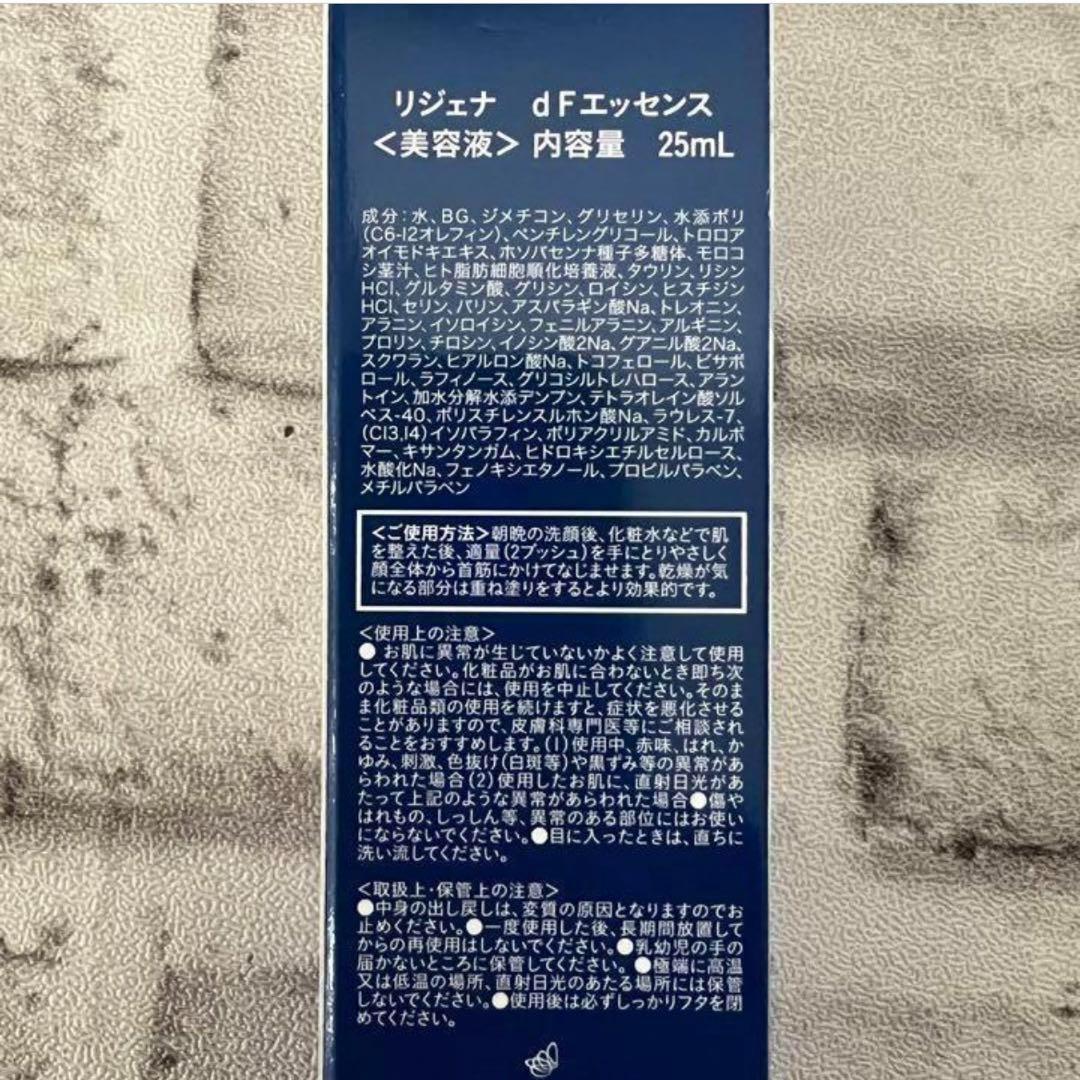 リジェナ　dFエッセンス
＜美容液＞ 内容量　25mL
成分：水、BG、ジメチコン、グリセリン、水添ポリ
（C6-12オレフィン）、ペンチレングリコール、トロロア
オイモドキエキス、ホソバセンナ種子多糖体、モロコ
シ茎汁、ヒト脂肪細胞順化培養液、タウリン、リシン
HCl、グルタミン酸、グリシン、ロイシン、ヒスチジン
HCl、セリン、バリン、アスパラギン酸Na、トレオニン、
アラニン、イソロイシン、フェニルアラニン、アルギニン、
プロリン、チロシン、イノシン酸2Na、グアニル酸2Na、
スクワラン、ヒアルロン酸Na、トコフェロール、ビサボ
ロール、ラフィノース、グリコシルトレハロース、アラン
トイン、加水分解水添デンプン、テトラオレイン酸ソル
ベス-40、ポリスチレンスルホン酸Na、ラウレス-7、
（C13,14）イソパラフィン、ポリアクリルアミド、カルボ
マー、キサンタンガム、ヒドロキシエチルセルロース、
水酸化Na、フェノキシエタノール、プロピルパラベン、
メチルパラベン
＜ご使用方法＞朝晩の洗顔後、化粧水などで肌
を整えた後、適量（2プッシュ）を手にとりやさしく
顔全体から首筋にかけてなじませます。乾燥が気
になる部分は重ね塗りをするとより効果的です。
＜使用上の注意＞
● お肌に異常が生じていないかよく注意して使用
してください。化粧品がお肌に合わないとき即ち次
のような場合には、使用を中止してください。そのま
ま化粧品類の使用を続けますと、症状を悪化させる
ことがありますので、皮膚科専門医等にご相談され
ることをおすすめします。（1）使用中、赤味、はれ、か
ゆみ、刺激、色抜け（白斑等）や黒ずみ等の異常があ
らわれた場合（2）使用したお肌に、直射日光があ
たって上記のような異常があらわれた場合●傷や
はれもの、しっしん等、異常のある部位にはお使い
にならないでください。●目に入ったときは、直ちに
洗い流してください。
＜取扱上・保管上の注意＞
●中身の出し戻しは、変質の原因となりますのでお
止めください。●一度使用した後、長期間放置して
からの再使用はしないでください。●乳幼児の手の
届かないところに保管してください。●極端に高温
又は低温の場所、直射日光のあたる場所には保管
しないでください。●使用後は必ずしっかりフタを閉
めてください。